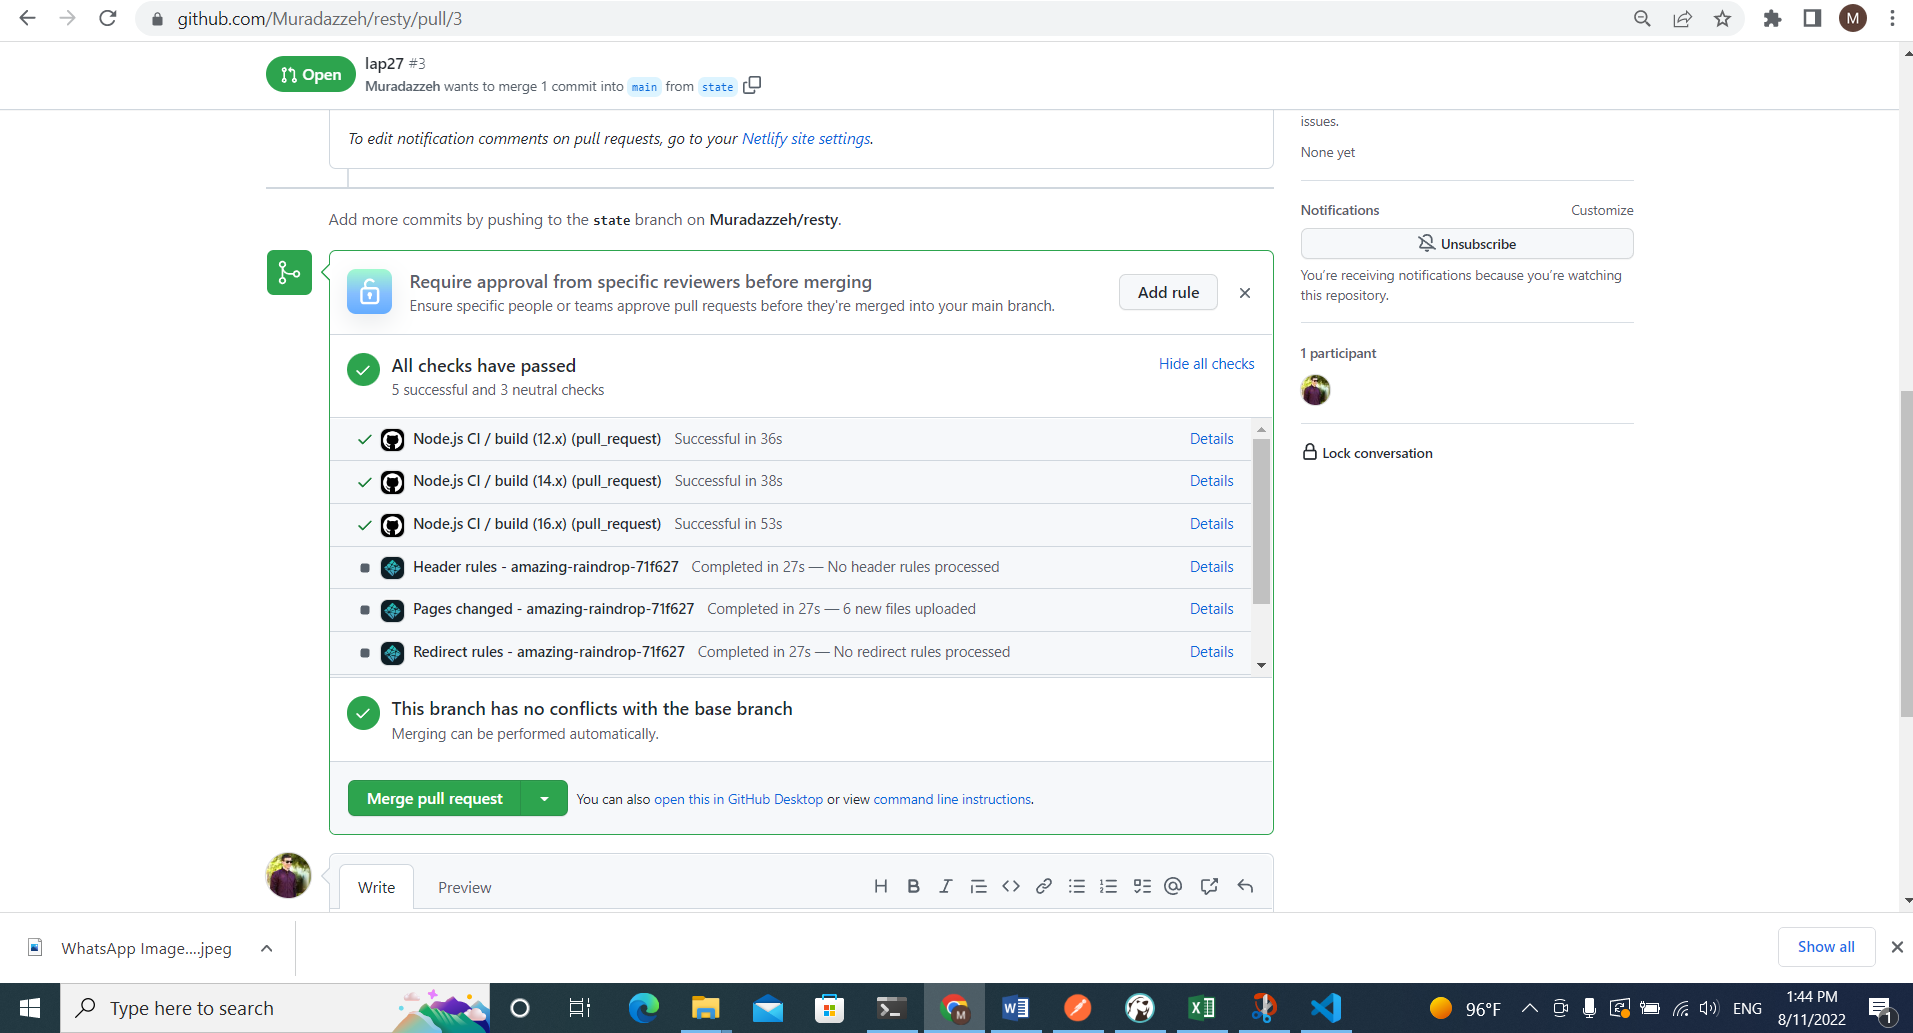 github.com/Muradazzeh/resty/pull/3
M
Open
lap27 #3
Muradazzeh wants to merge 1 commit into main from state
To edit notification comments on pull requests, go to your Netlify site settings.
Add more commits by pushing to the state branch on Muradazzeh/resty.
Require approval from specific reviewers before merging
Ensure specific people or teams approve pull requests before they're merged into your main branch.
Add rule
All checks have passed
5 successful and 3 neutral checks
Hide all checks
Node.js CI / build (12.x) (pull_request) Successful in 36s Details
Node.js CI / build (14.x) (pull_request) Successful in 38s Details
Node.js CI / build (16.x) (pull_request) Successful in 53s Details
Header rules - amazing-raindrop-71f627 Completed in 27s — No header rules processed Details
Pages changed - amazing-raindrop-71f627 Completed in 27s — 6 new files uploaded Details
Redirect rules - amazing-raindrop-71f627 Completed in 27s — No redirect rules processed Details
This branch has no conflicts with the base branch
Merging can be performed automatically.
Merge pull request
You can also open this in GitHub Desktop or view command line instructions.
Write Preview
issues.
None yet
Notifications Customize
Unsubscribe
You're receiving notifications because you're watching
this repository.
1 participant
Lock conversation
WhatsApp Image....jpeg
Show all
Type here to search
96°F
ENG
1:44 PM
8/11/2022
1